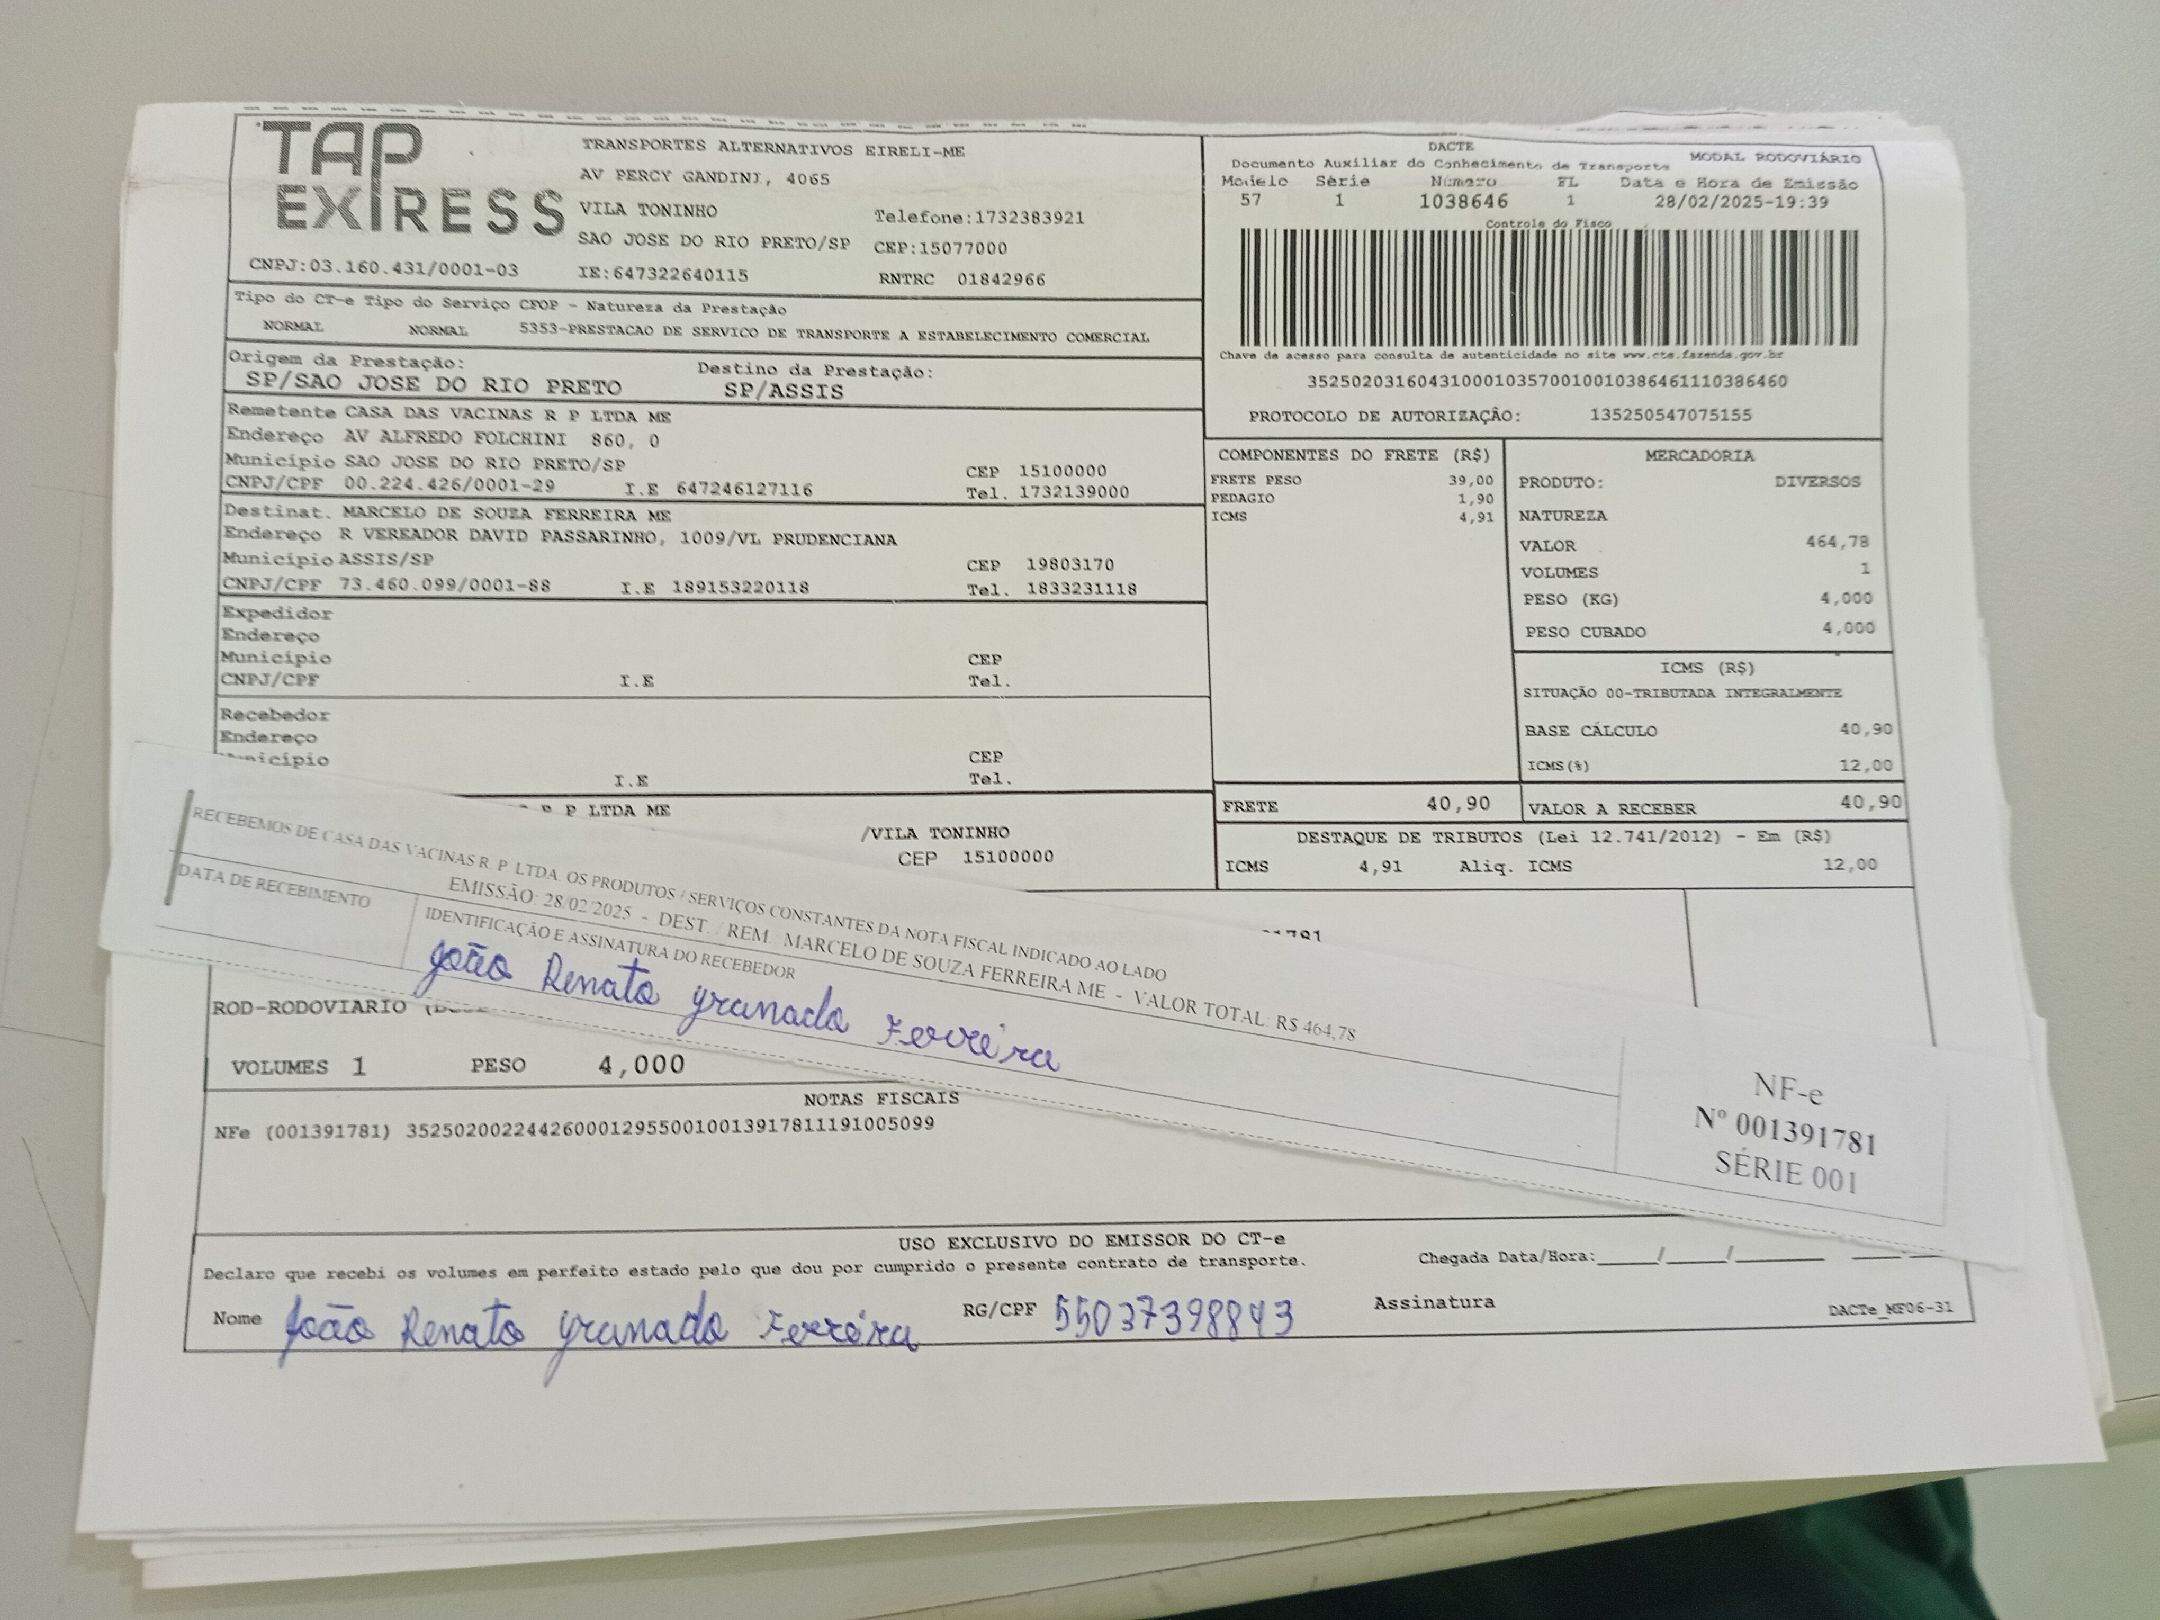 TAP
EXPRESS
TRANSPORTES ALTERNATIVOS EIRELI-ME
AV PERCY GANDINI, 4065
VILA TONINHO Telefone:1732383921
SAO JOSE DO RIO PRETO/SP CEP:15077000
CNPJ:03.160.431/0001-03 IE:647322640115 RNTRC 01842966
DACTE
Documento Auxiliar do Conhecimento de Transporte MODAL RODOVIÁRIO
Modelo Série Número FL Data e Hora de Emissão
57 1 1038646 1 28/02/2025-19:39
Controle do Fisco
Chave de acesso para consulta de autenticidade no site www.cte.fazenda.gov.br
35250203160431000103570010010386461110386460
PROTOCOLO DE AUTORIZAÇÃO: 135250547075155
Tipo do CT-e Tipo do Serviço CFOP - Natureza da Prestação
NORMAL NORMAL 5353-PRESTACAO DE SERVICO DE TRANSPORTE A ESTABELECIMENTO COMERCIAL
Origem da Prestação: Destino da Prestação:
SP/SAO JOSE DO RIO PRETO SP/ASSIS
Remetente CASA DAS VACINAS R P LTDA ME
Endereço AV ALFREDO FOLCHINI 860, 0
Município SAO JOSE DO RIO PRETO/SP CEP 15100000
CNPJ/CPF 00.224.426/0001-29 I.E 647246127116 Tel. 1732139000
Destinat. MARCELO DE SOUZA FERREIRA ME
Endereço R VEREADOR DAVID PASSARINHO, 1009/VL PRUDENCIANA
Município ASSIS/SP CEP 19803170
CNPJ/CPF 73.460.099/0001-88 I.E 189153220118 Tel. 1833231118
Expedidor
Endereço
Município CEP
CNPJ/CPF I.E Tel.
Recebedor
Endereço
Município CEP
I.E Tel.
P LTDA ME
/VILA TONINHO
CEP 15100000
COMPONENTES DO FRETE (R$)
FRETE PESO 39,00
PEDAGIO 1,90
ICMS 4,91
MERCADORIA
PRODUTO: DIVERSOS
NATUREZA
VALOR 464,78
VOLUMES 1
PESO (KG) 4,000
PESO CUBADO 4,000
ICMS (R$)
SITUAÇÃO 00-TRIBUTADA INTEGRALMENTE
BASE CÁLCULO 40,90
ICMS(%) 12,00
FRETE 40,90 VALOR A RECEBER 40,90
DESTAQUE DE TRIBUTOS (Lei 12.741/2012) - Em (R$)
ICMS 4,91 Aliq. ICMS 12,00
RECEBEMOS DE CASA DAS VACINAS R. P LTDA. OS PRODUTOS / SERVIÇOS CONSTANTES DA NOTA FISCAL INDICADO AO LADO
EMISSÃO: 28/02/2025 - DEST. / REM.: MARCELO DE SOUZA FERREIRA ME - VALOR TOTAL: R$ 464,78
DATA DE RECEBIMENTO
IDENTIFICAÇÃO E ASSINATURA DO RECEBEDOR
João Renato Granado Ferreira
NF-e
Nº 001391781
SÉRIE 001
ROD-RODOVIARIO
VOLUMES 1 PESO 4,000
NOTAS FISCAIS
NFe (001391781) 35250200224426000129550010013917811191005099
USO EXCLUSIVO DO EMISSOR DO CT-e
Declaro que recebi os volumes em perfeito estado pelo que dou por cumprido o presente contrato de transporte. Chegada Data/Hora:____/____/______
Nome João Renato Granado Ferreira RG/CPF 55037398843 Assinatura
DACTe_MF06-31